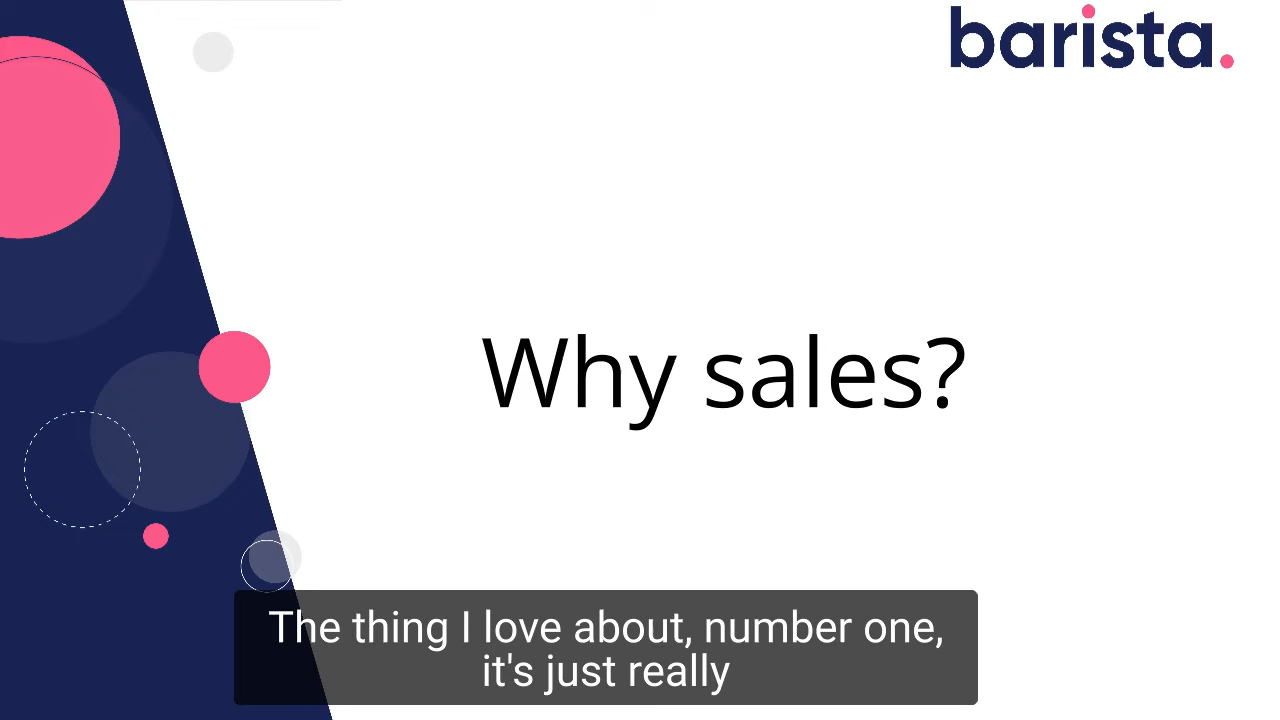 barista.
Why sales?
The thing I love about, number one,
it's just really